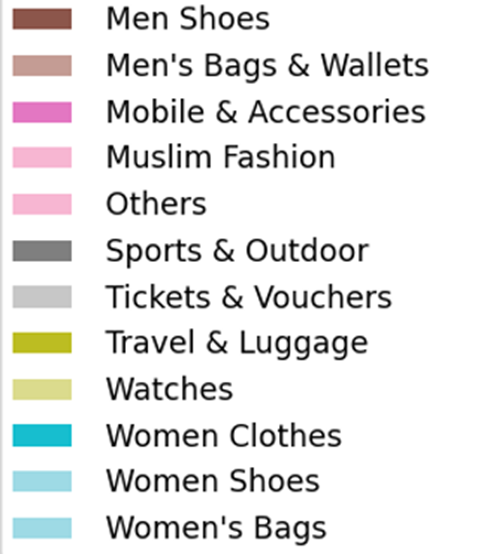 Men Shoes
Men's Bags & Wallets
Mobile & Accessories
Muslim Fashion
Others
Sports & Outdoor
Tickets & Vouchers
Travel & Luggage
Watches
Women Clothes
Women Shoes
Women's Bags